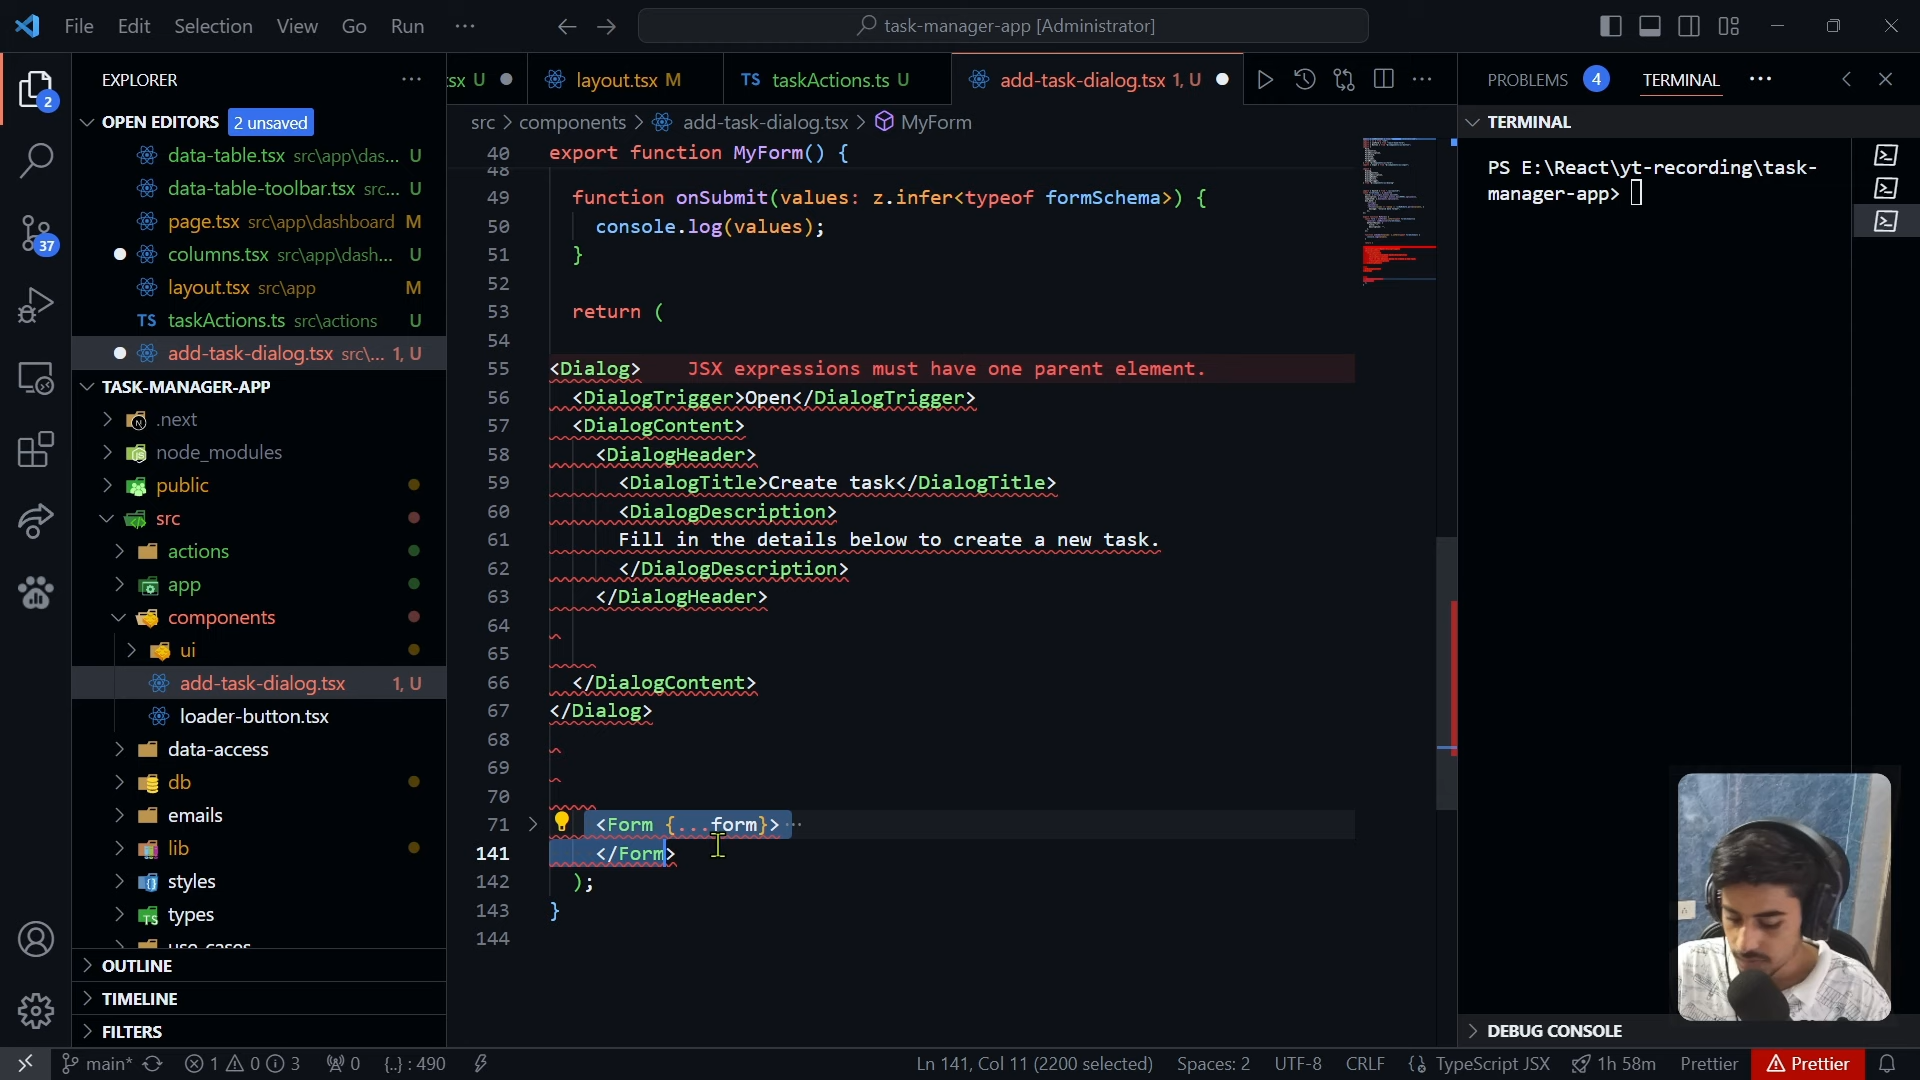 File Edit Selection View Go Run ···
task-manager-app [Administrator]
EXPLORER ···
sx U
layout.tsx M
TS taskActions.ts U
add-task-dialog.tsx 1, U
PROBLEMS 4 TERMINAL ···
OPEN EDITORS 2 unsaved
src > components > add-task-dialog.tsx > MyForm
TERMINAL
data-table.tsx src\app\das... U
data-table-toolbar.tsx src... U
page.tsx src\app\dashboard M
columns.tsx src\app\dash... U
layout.tsx src\app M
TS taskActions.ts src\actions U
add-task-dialog.tsx src\... 1, U
TASK-MANAGER-APP
.next
node_modules
public
src
actions
app
components
ui
add-task-dialog.tsx 1, U
loader-button.tsx
data-access
db
emails
lib
styles
types
use-cases
OUTLINE
TIMELINE
FILTERS
40 export function MyForm() {
48
49 function onSubmit(values: z.infer<typeof formSchema>) {
50 console.log(values);
51 }
52
53 return (
54
55 <Dialog> JSX expressions must have one parent element.
56 <DialogTrigger>Open</DialogTrigger>
57 <DialogContent>
58 <DialogHeader>
59 <DialogTitle>Create task</DialogTitle>
60 <DialogDescription>
61 Fill in the details below to create a new task.
62 </DialogDescription>
63 </DialogHeader>
64
65
66 </DialogContent>
67 </Dialog>
68
69
70
71 <Form {...form}> ···
141 </Form>
142 );
143 }
144
PS E:\React\yt-recording\task-
manager-app>
DEBUG CONSOLE
37
2
main* 1 0 3 0 {..} : 490
Ln 141, Col 11 (2200 selected) Spaces: 2 UTF-8 CRLF TypeScript JSX 1h 58m Prettier Prettier